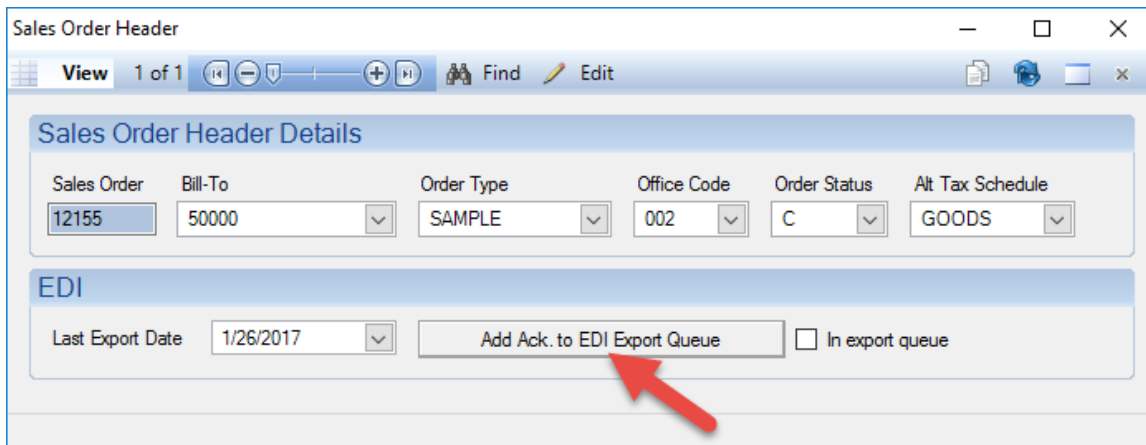 Sales Order Header
View 1 of 1 Find Edit
Sales Order Header Details
Sales Order Bill-To Order Type Office Code Order Status Alt Tax Schedule
12155 50000 SAMPLE 002 C GOODS
EDI
Last Export Date 1/26/2017 Add Ack. to EDI Export Queue In export queue